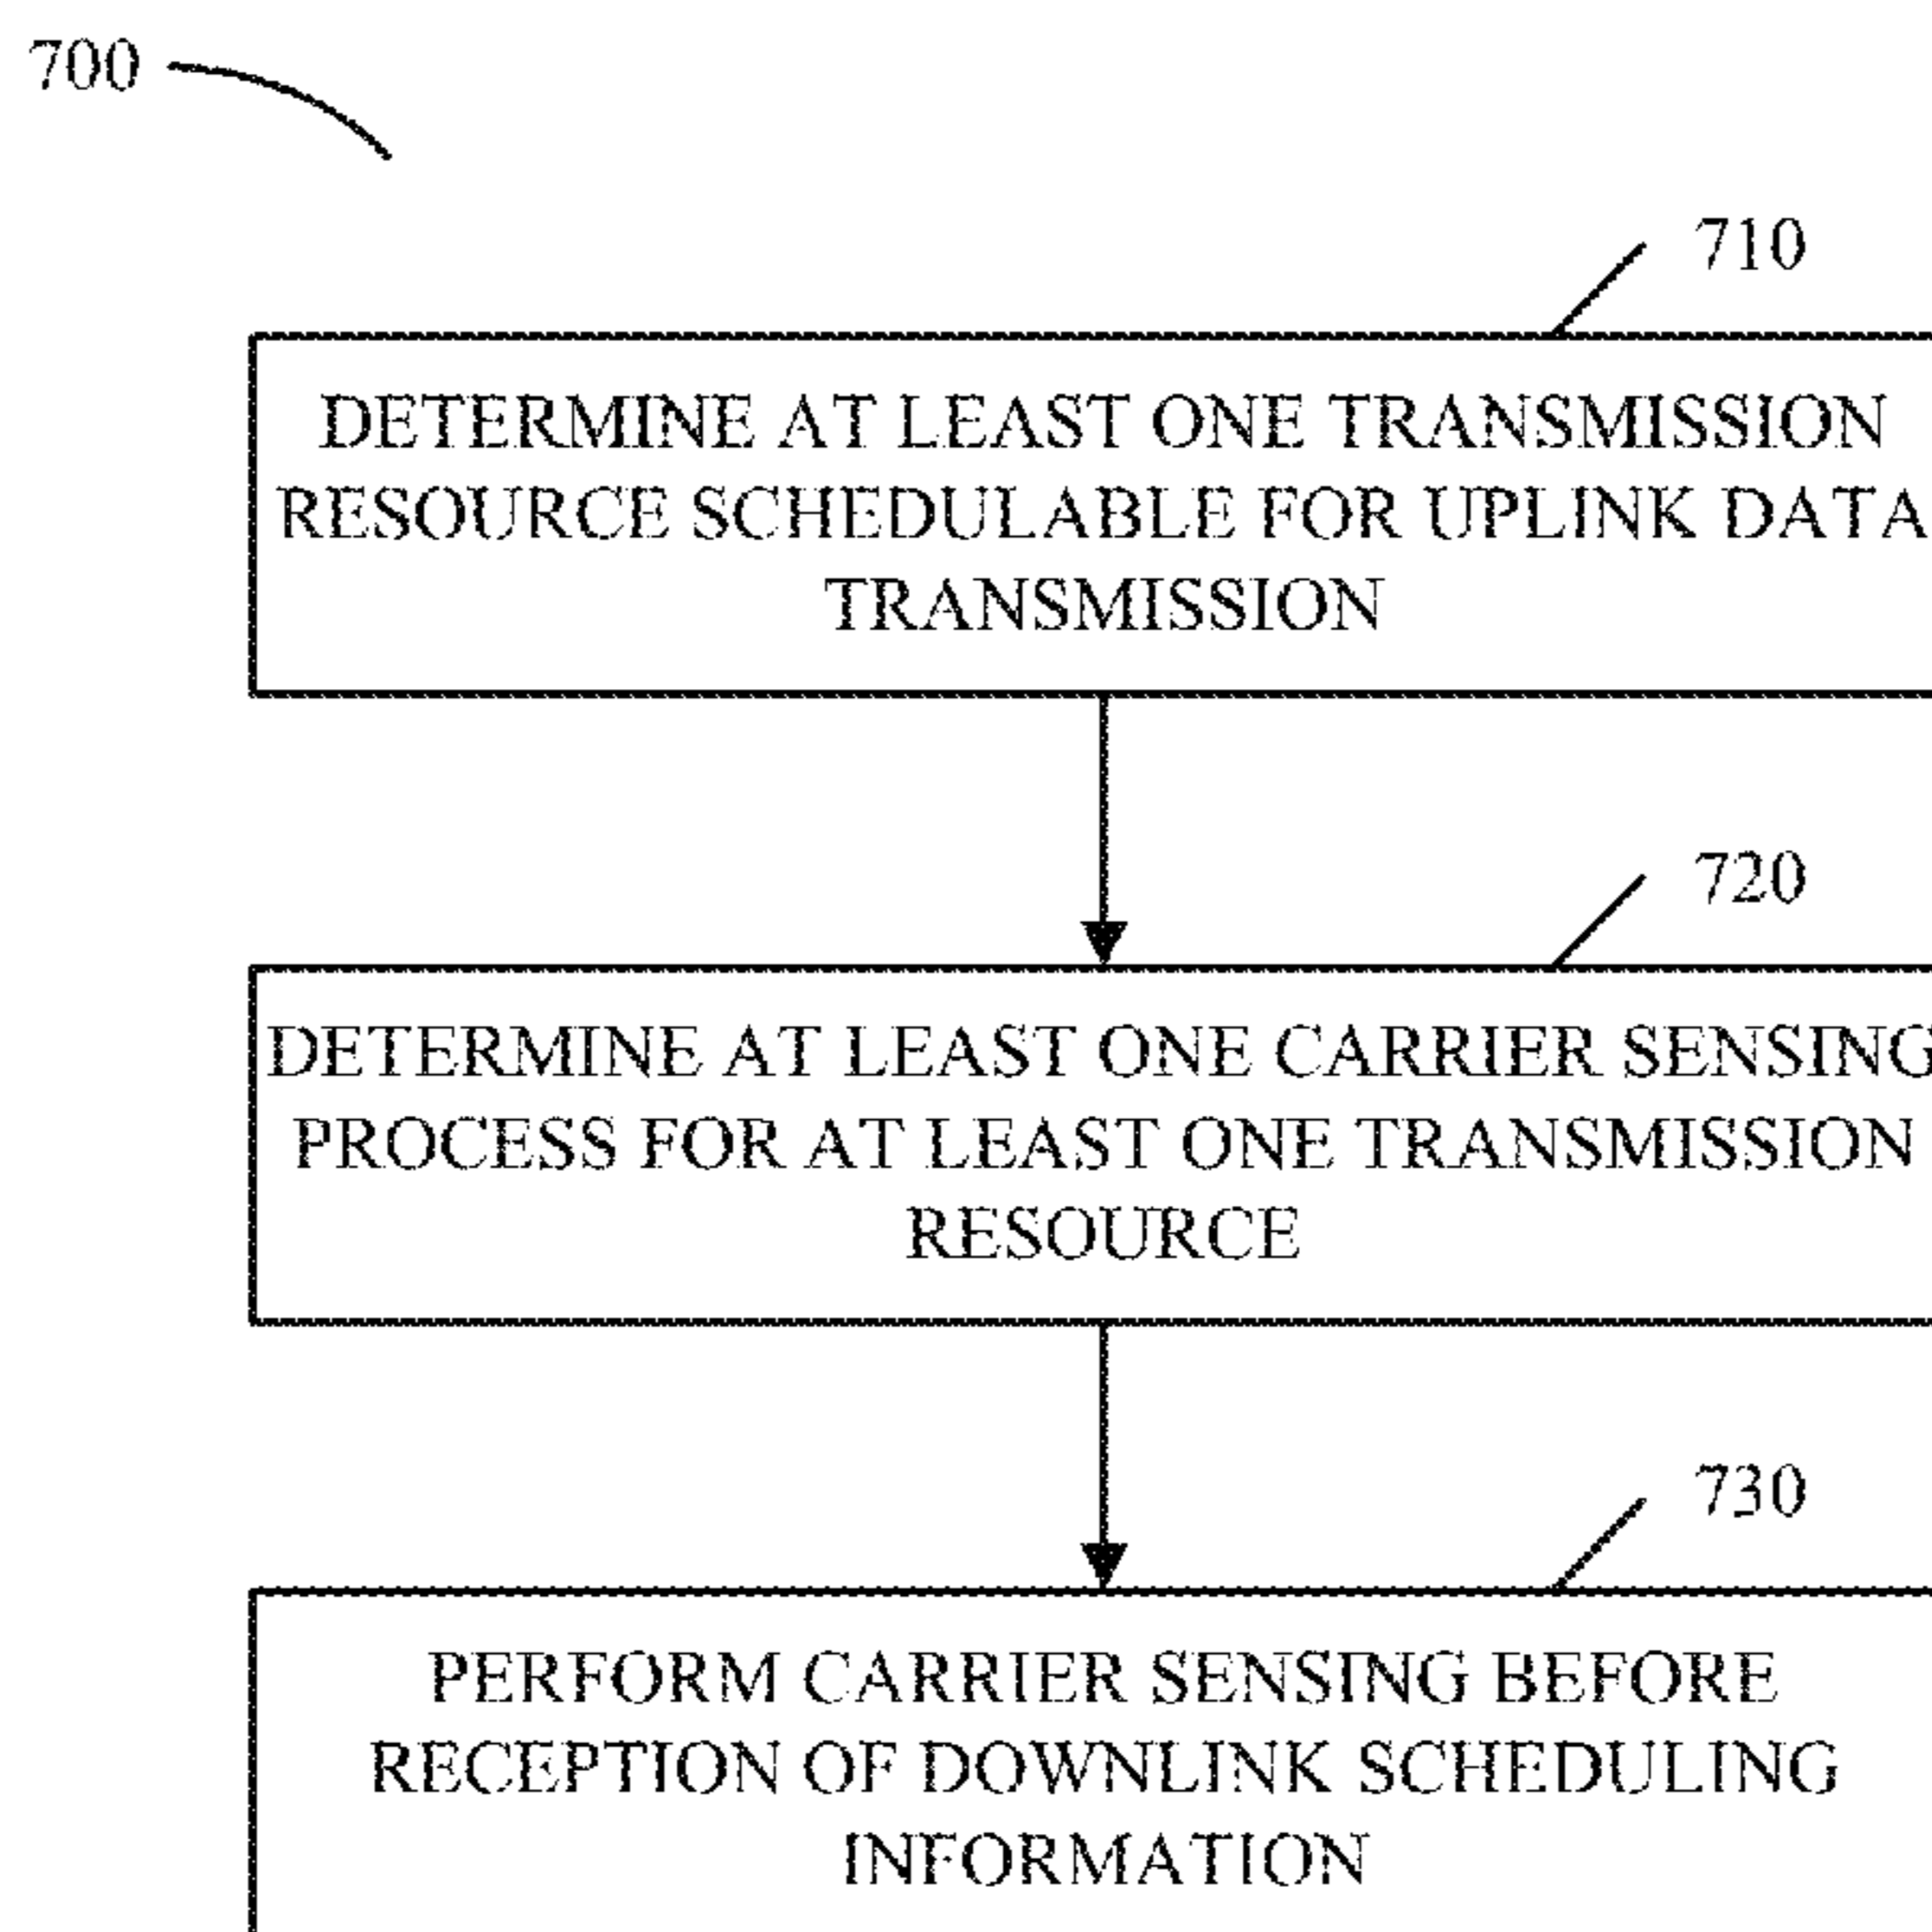 700
710
DETERMINE AT LEAST ONE TRANSMISSION
RESOURCE SCHEDULABLE FOR UPLINK DATA
TRANSMISSION
720
DETERMINE AT LEAST ONE CARRIER SENSING
PROCESS FOR AT LEAST ONE TRANSMISSION
RESOURCE
730
PERFORM CARRIER SENSING BEFORE
RECEPTION OF DOWNLINK SCHEDULING
INFORMATION